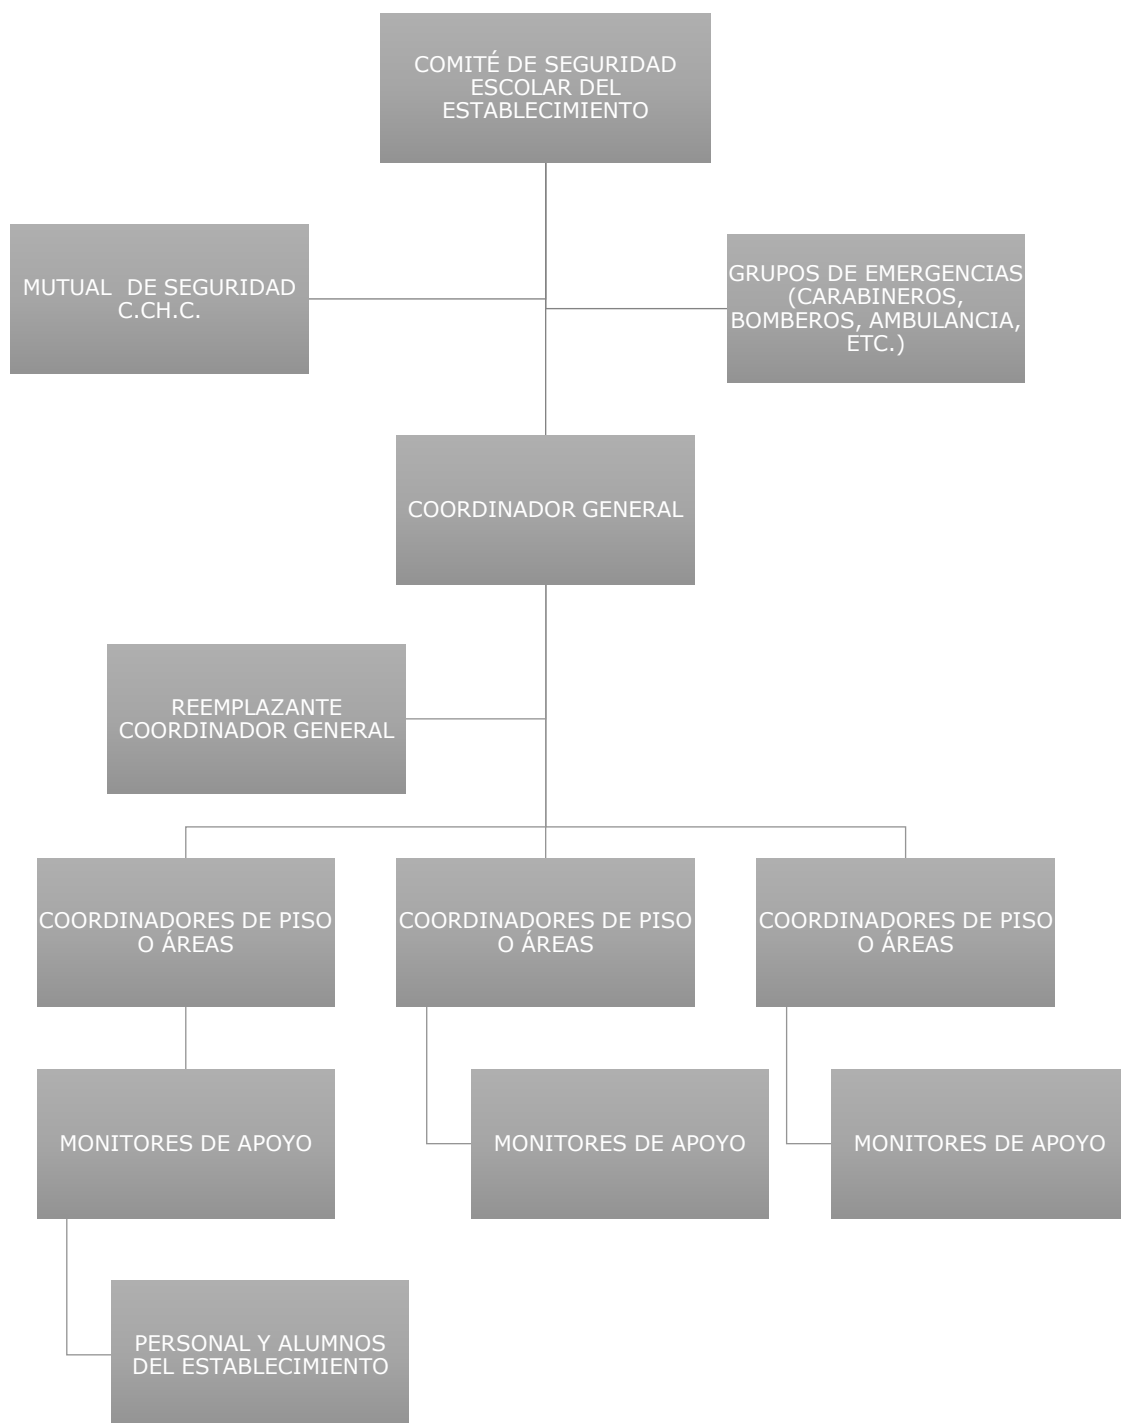 COMITÉ DE SEGURIDAD
ESCOLAR DEL
ESTABLECIMIENTO
MUTUAL DE SEGURIDAD
C.CH.C.
GRUPOS DE EMERGENCIAS
(CARABINEROS,
BOMBEROS, AMBULANCIA,
ETC.)
COORDINADOR GENERAL
REEMPLAZANTE
COORDINADOR GENERAL
COORDINADORES DE PISO
O ÁREAS
COORDINADORES DE PISO
O ÁREAS
COORDINADORES DE PISO
O ÁREAS
MONITORES DE APOYO
MONITORES DE APOYO
MONITORES DE APOYO
PERSONAL Y ALUMNOS
DEL ESTABLECIMIENTO